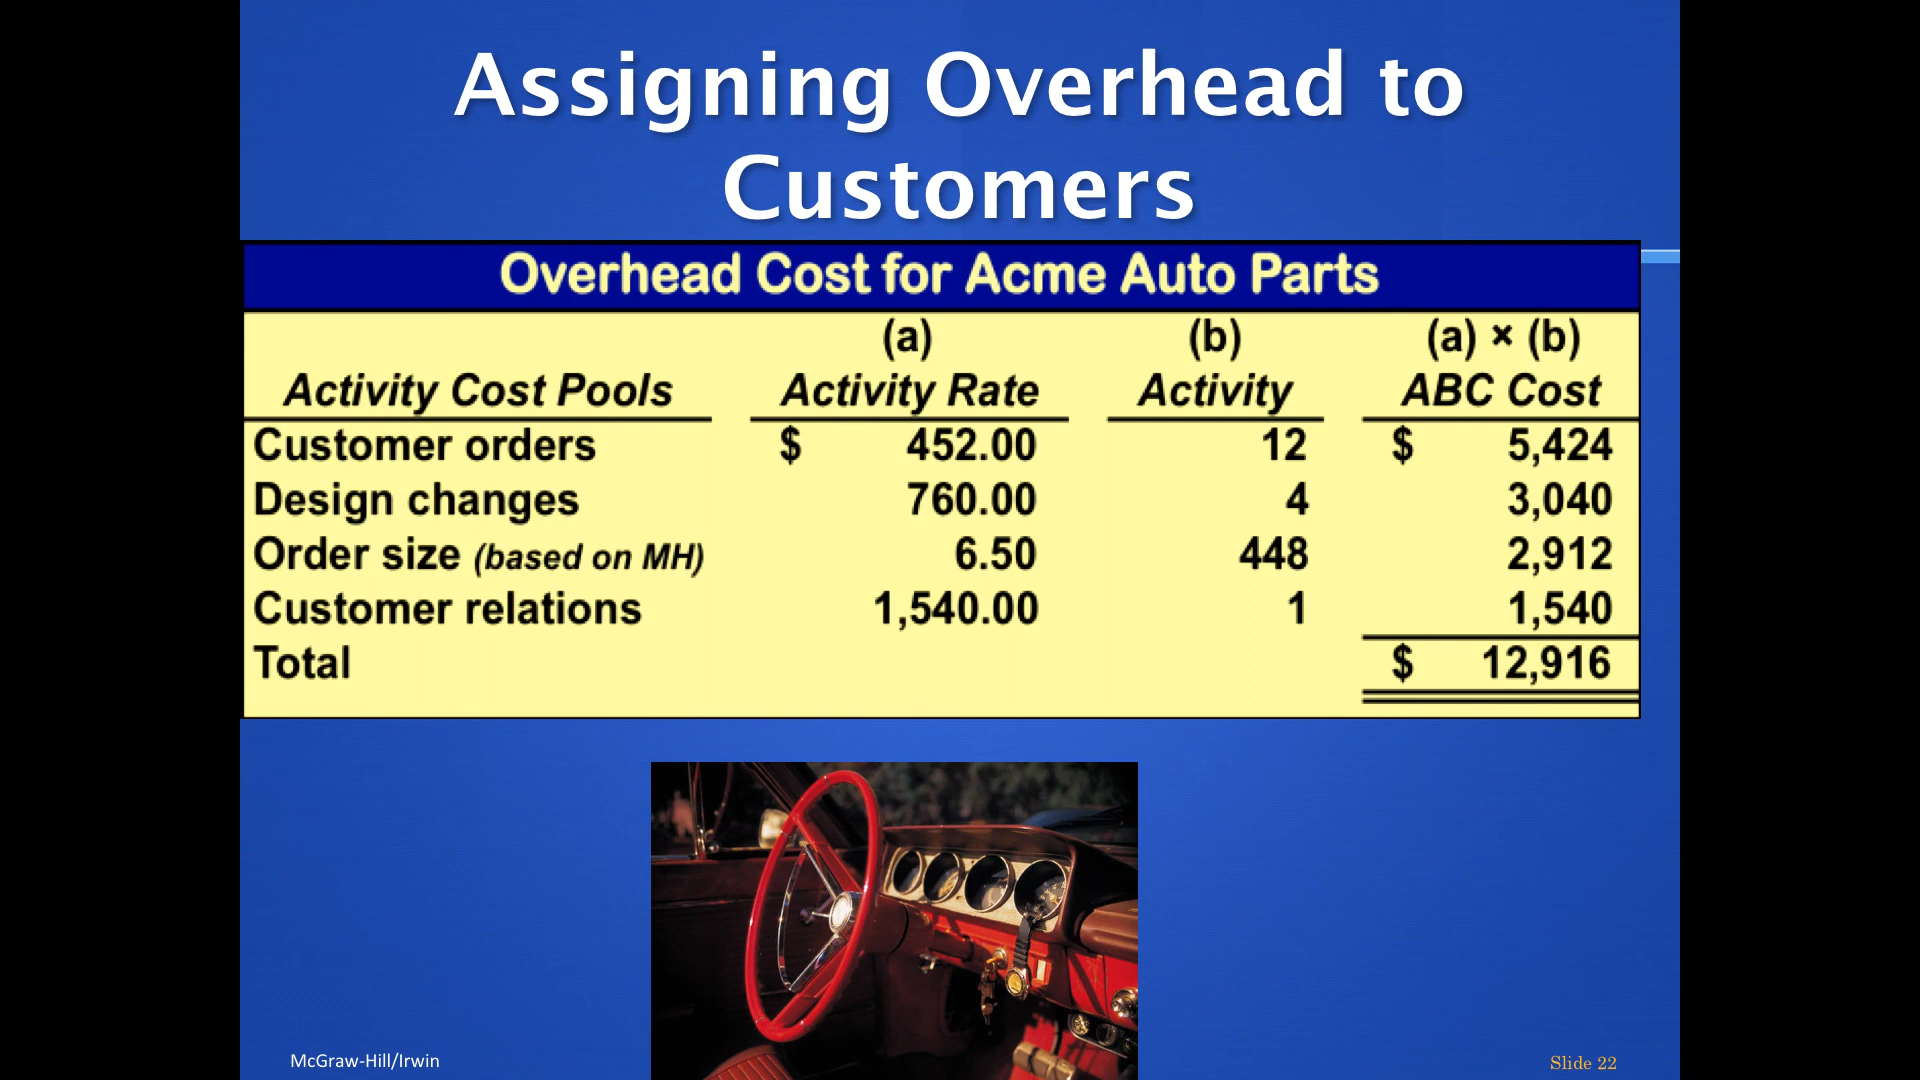 Assigning Overhead to
Customers
Overhead Cost for Acme Auto Parts
(a) (b) (a) × (b)
Activity Cost Pools Activity Rate Activity ABC Cost
Customer orders $ 452.00 12 $ 5,424
Design changes 760.00 4 3,040
Order size (based on MH) 6.50 448 2,912
Customer relations 1,540.00 1 1,540
Total $ 12,916
McGraw-Hill/Irwin Slide 22